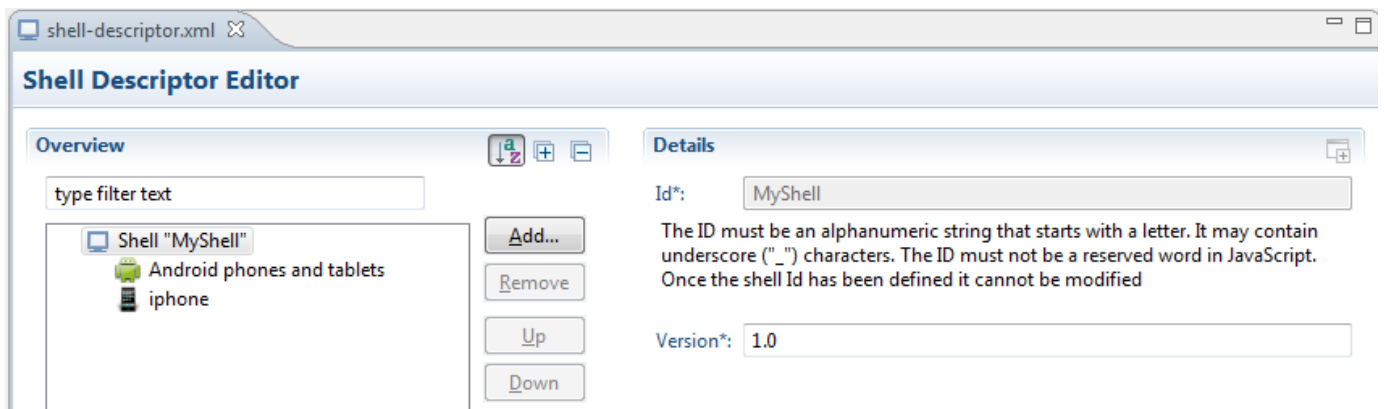 shell-descriptor.xml
Shell Descriptor Editor
Overview
type filter text
Shell "MyShell"
Android phones and tablets
iphone
Add...
Remove
Up
Down
Details
Id*: MyShell
The ID must be an alphanumeric string that starts with a letter. It may contain
underscore ("_") characters. The ID must not be a reserved word in JavaScript.
Once the shell Id has been defined it cannot be modified
Version*: 1.0